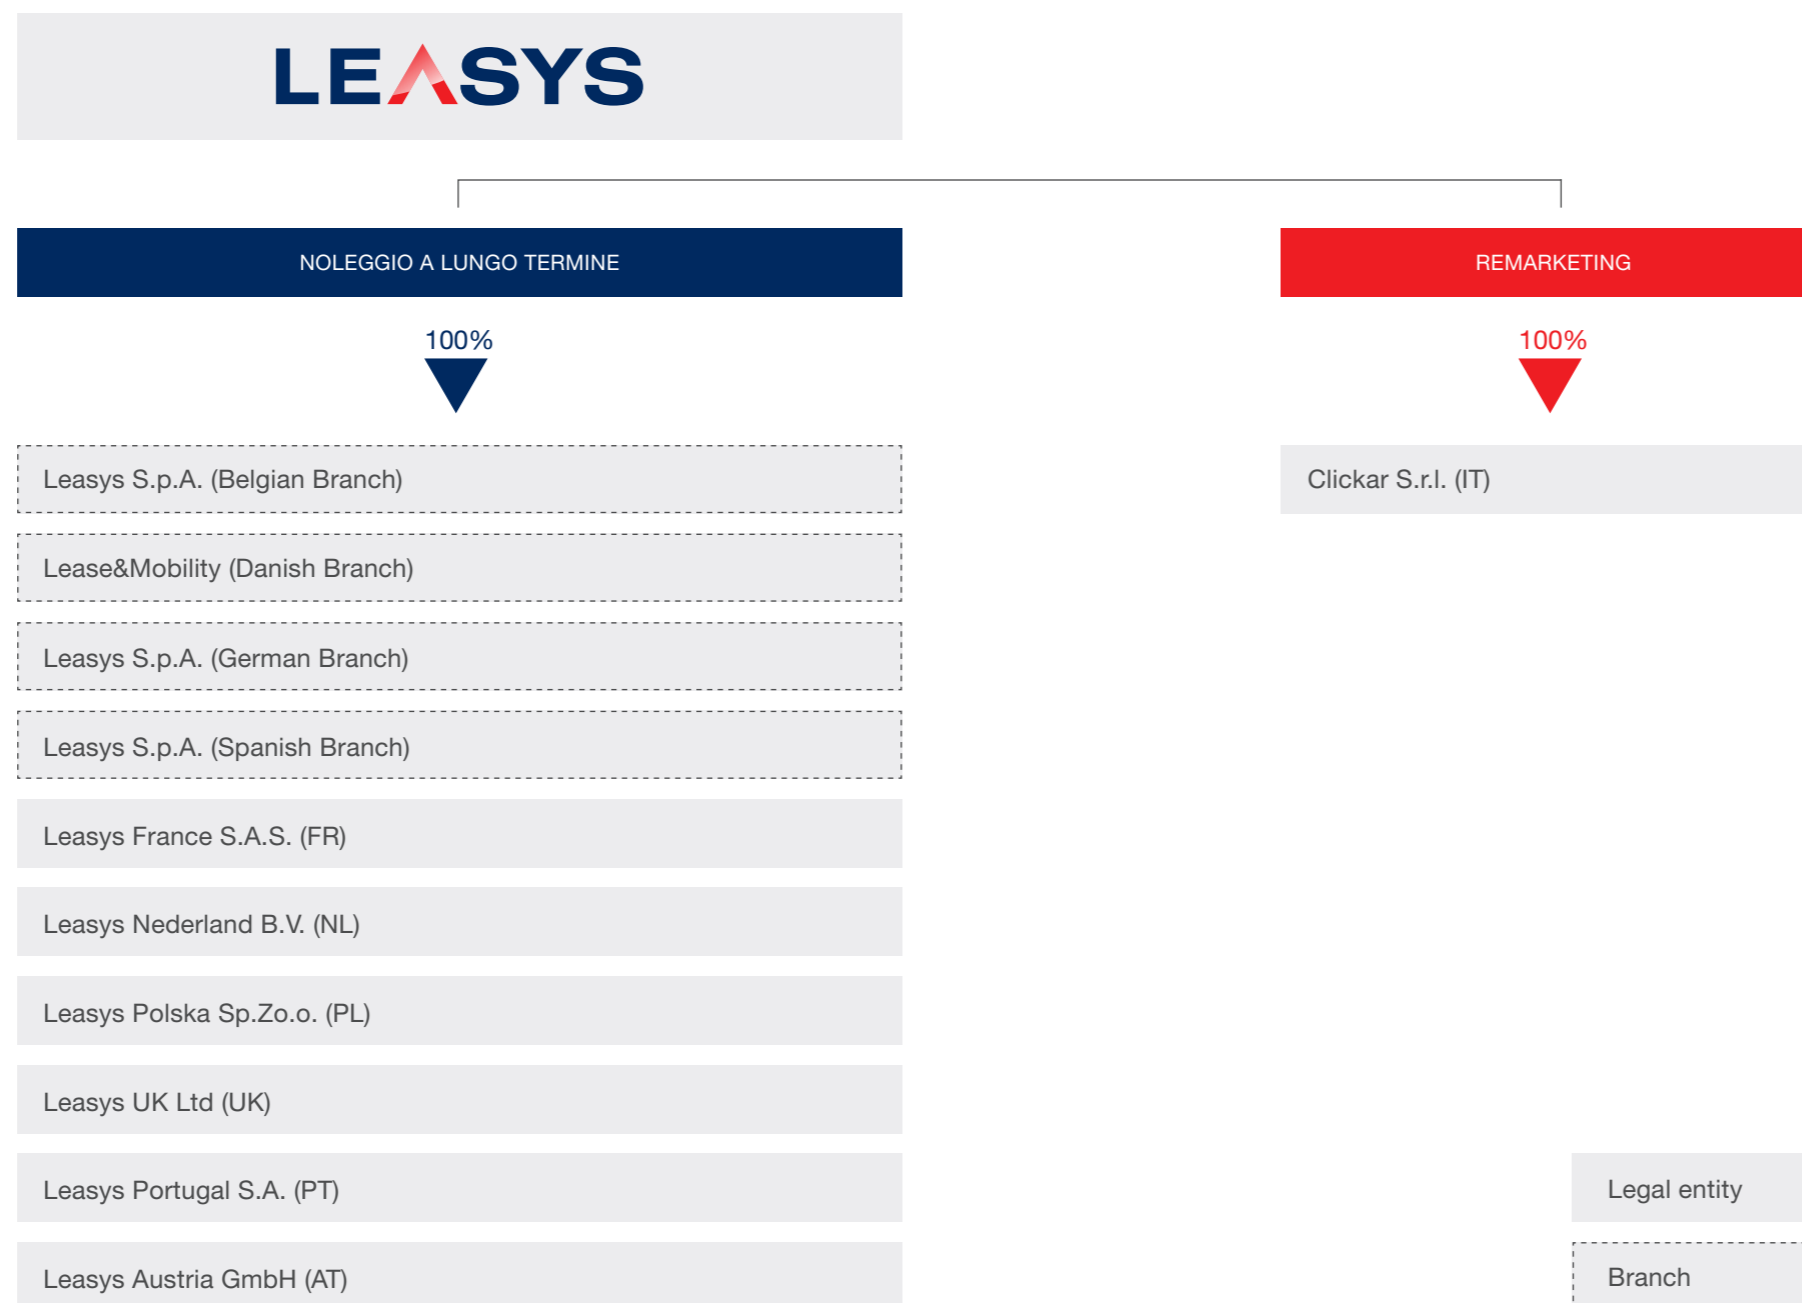 LEASYS
NOLEGGIO A LUNGO TERMINE
100%
Leasys S.p.A. (Belgian Branch)
Lease&Mobility (Danish Branch)
Leasys S.p.A. (German Branch)
Leasys S.p.A. (Spanish Branch)
Leasys France S.A.S. (FR)
Leasys Nederland B.V. (NL)
Leasys Polska Sp.Zo.o. (PL)
Leasys UK Ltd (UK)
Leasys Portugal S.A. (PT)
Leasys Austria GmbH (AT)
REMARKETING
100%
Clickar S.r.l. (IT)
Legal entity
Branch